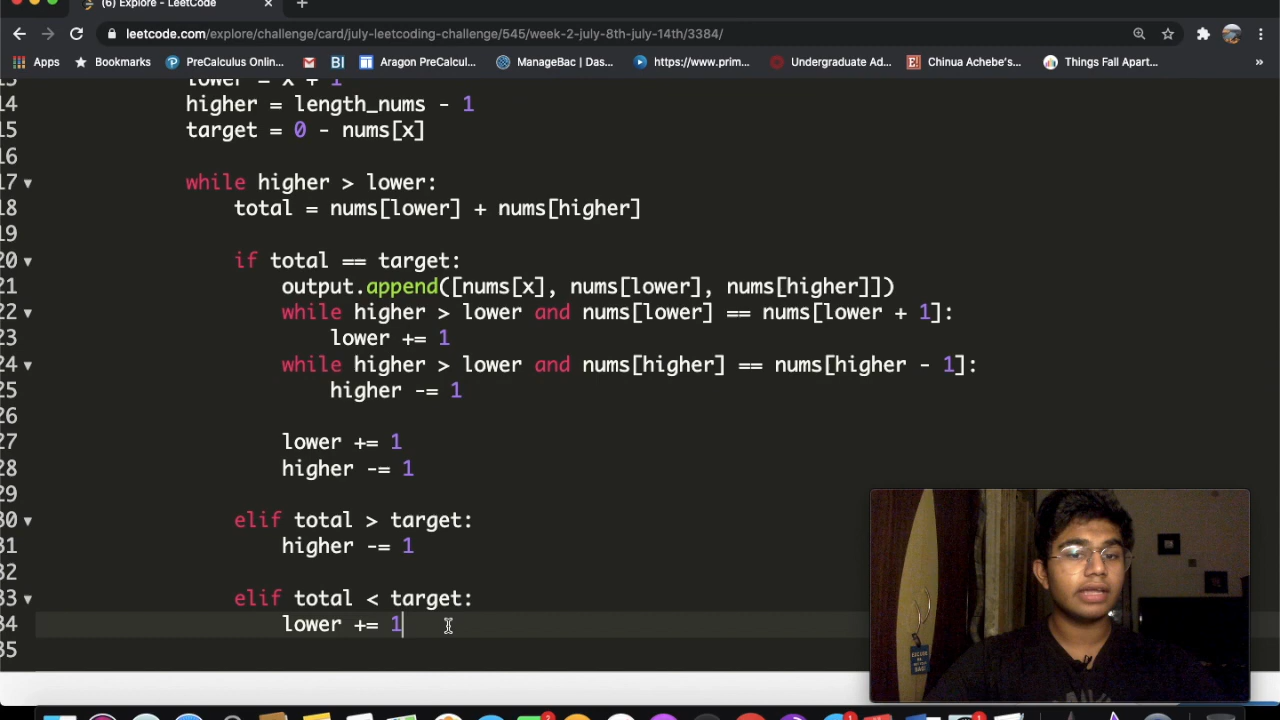 Explore - LeetCode
leetcode.com/explore/challenge/card/july-leetcoding-challenge/545/week-2-july-8th-july-14th/3384/
Apps Bookmarks PreCalculus Onlin... BI Aragon PreCalcul... ManageBac | Das... https://www.prim... Undergraduate Ad... E! Chinua Achebe's... Things Fall Apart... »
lower = x + 1
14 higher = length_nums - 1
15 target = 0 - nums[x]
16
17 while higher > lower:
18 total = nums[lower] + nums[higher]
19
20 if total == target:
21 output.append([nums[x], nums[lower], nums[higher]])
22 while higher > lower and nums[lower] == nums[lower + 1]:
23 lower += 1
24 while higher > lower and nums[higher] == nums[higher - 1]:
25 higher -= 1
26
27 lower += 1
28 higher -= 1
29
30 elif total > target:
31 higher -= 1
32
33 elif total < target:
34 lower += 1
35